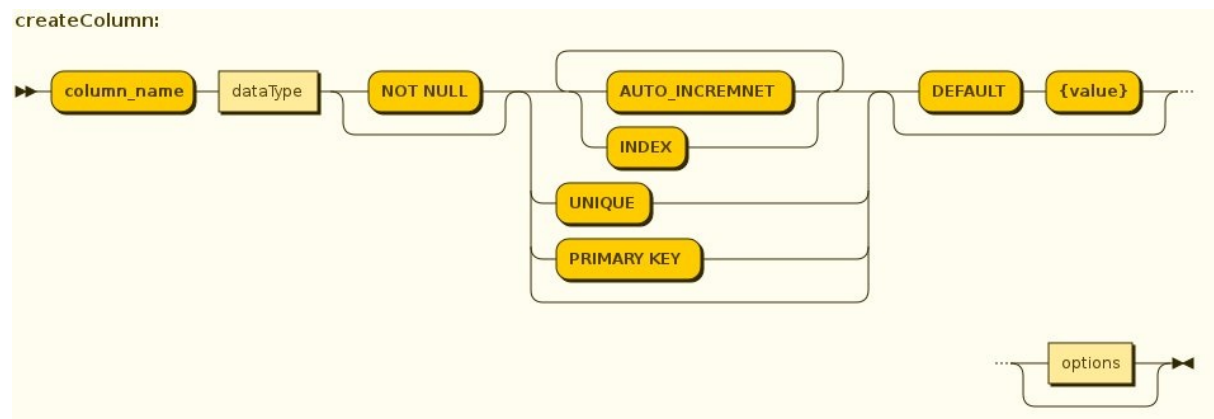 createColumn:
column_name dataType NOT NULL AUTO_INCREMNET DEFAULT {value}
INDEX
UNIQUE
PRIMARY KEY
options